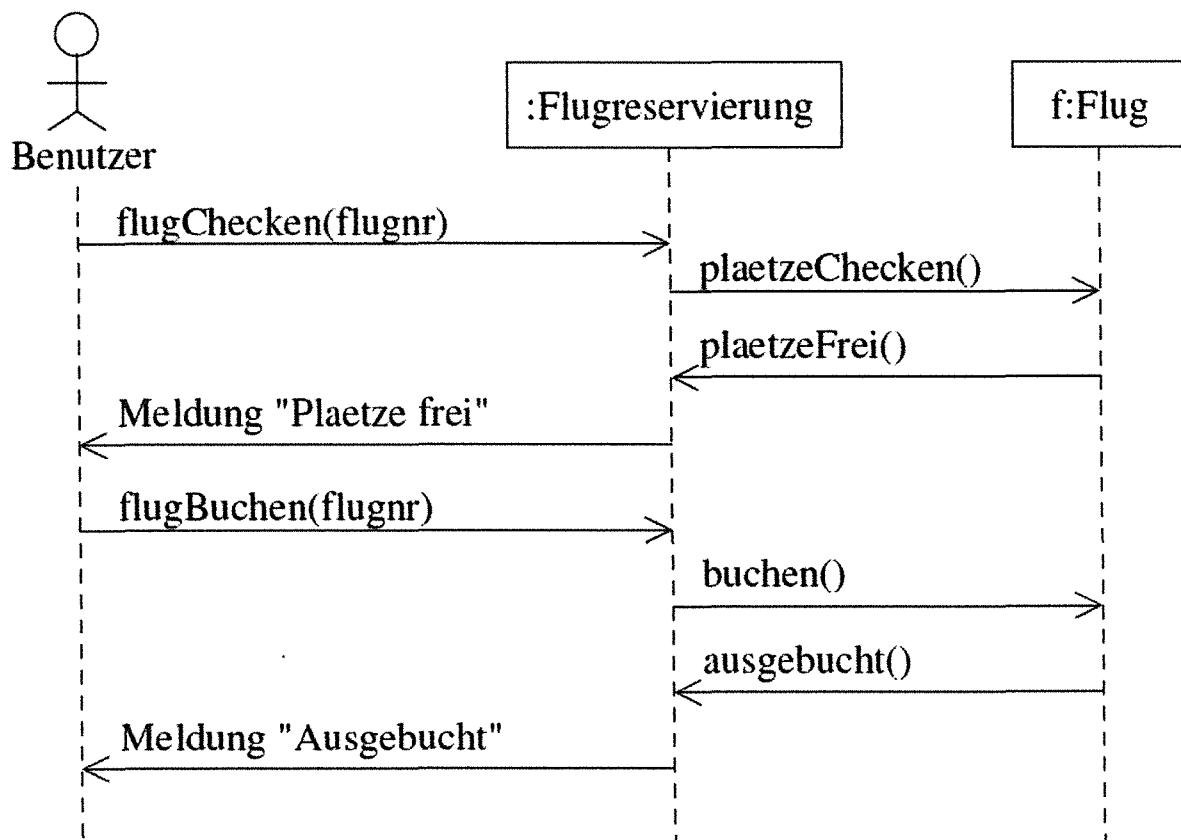 :Flugreservierung
f:Flug
Benutzer
flugChecken(flugnr)
plaetzeChecken()
plaetzeFrei()
Meldung "Plaetze frei"
flugBuchen(flugnr)
buchen()
ausgebucht()
Meldung "Ausgebucht"